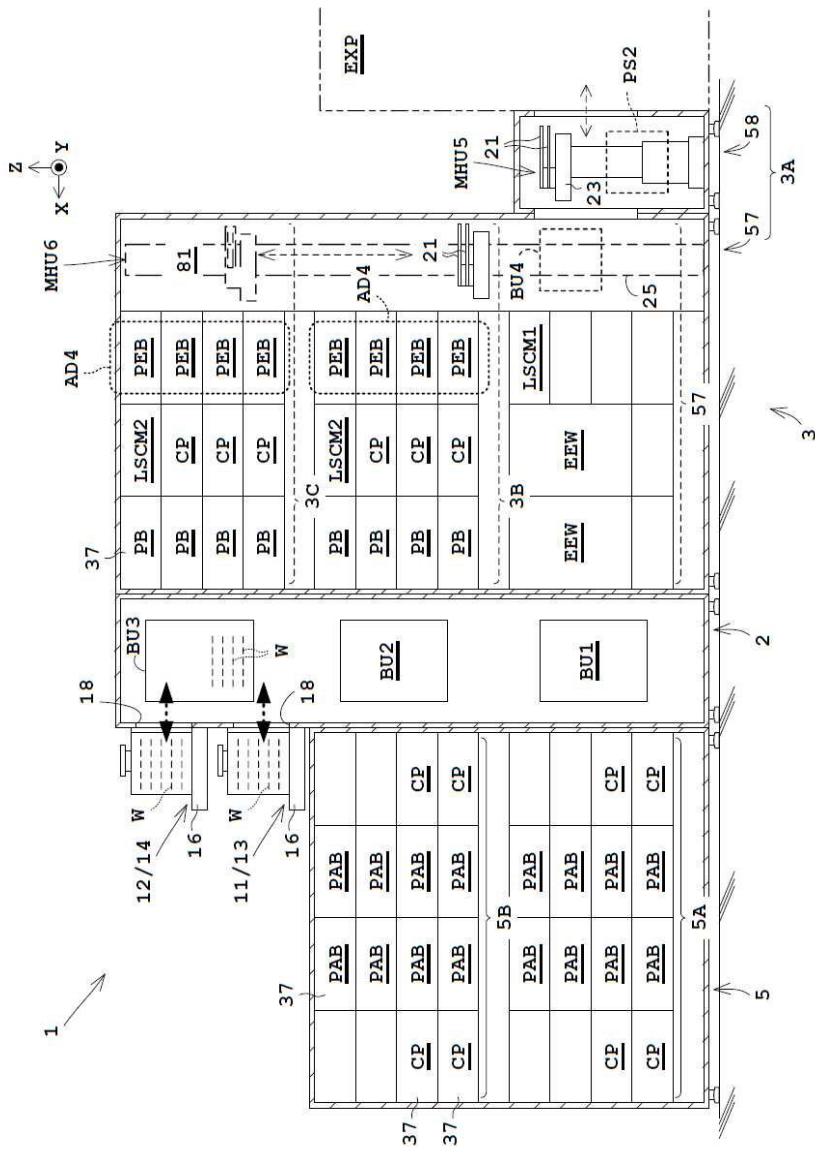 1
Z
X
Y
EXP
MHU6
MHU5
21
23
PS2
58
3A
57
12/14
11/13
16
16
W
W
18
18
BU3
W
BU2
BU1
2
37
AD4
PB
LSCM2
PEB
PB
CP
PEB
PB
CP
PEB
PB
CP
PEB
3C
AD4
PB
LSCM2
PEB
PB
CP
PEB
PB
CP
PEB
PB
CP
PEB
3B
EEW
EEW
LSCM1
57
81
21
BU4
25
3
37
PAB
PAB
PAB
PAB
CP
PAB
PAB
CP
CP
PAB
PAB
CP
37
37
5B
PAB
PAB
PAB
PAB
CP
PAB
PAB
CP
CP
PAB
PAB
CP
5A
5